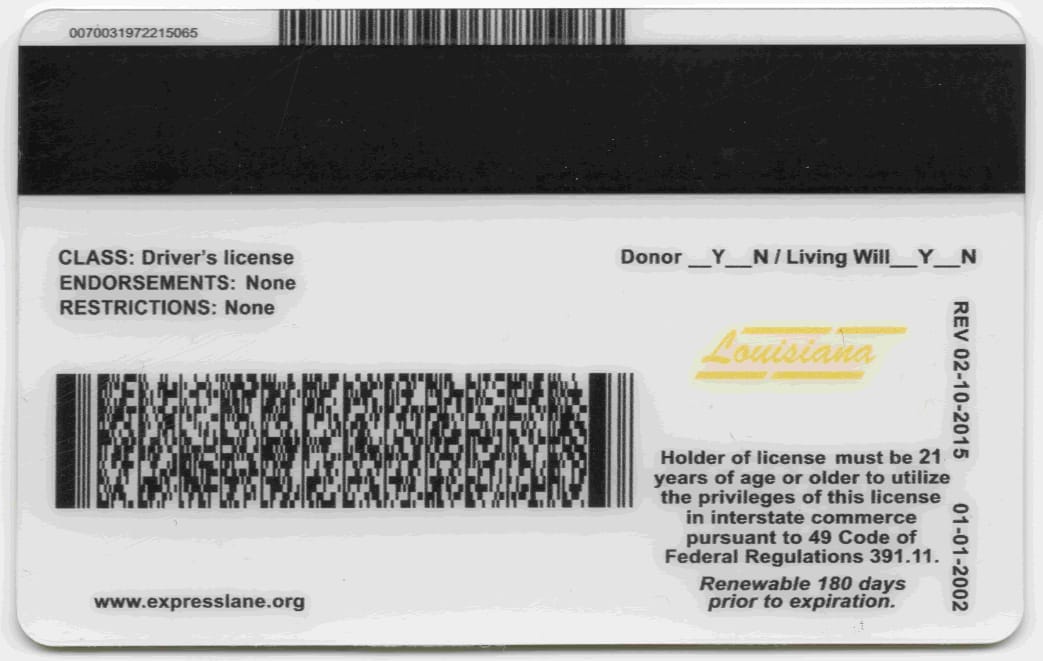 0070031972215065
CLASS: Driver's license
ENDORSEMENTS: None
RESTRICTIONS: None
Donor __Y__N / Living Will__Y__N
Louisiana
REV 02-10-2015 01-01-2002
Holder of license must be 21
years of age or older to utilize
the privileges of this license
in interstate commerce
pursuant to 49 Code of
Federal Regulations 391.11.
Renewable 180 days
prior to expiration.
www.expresslane.org